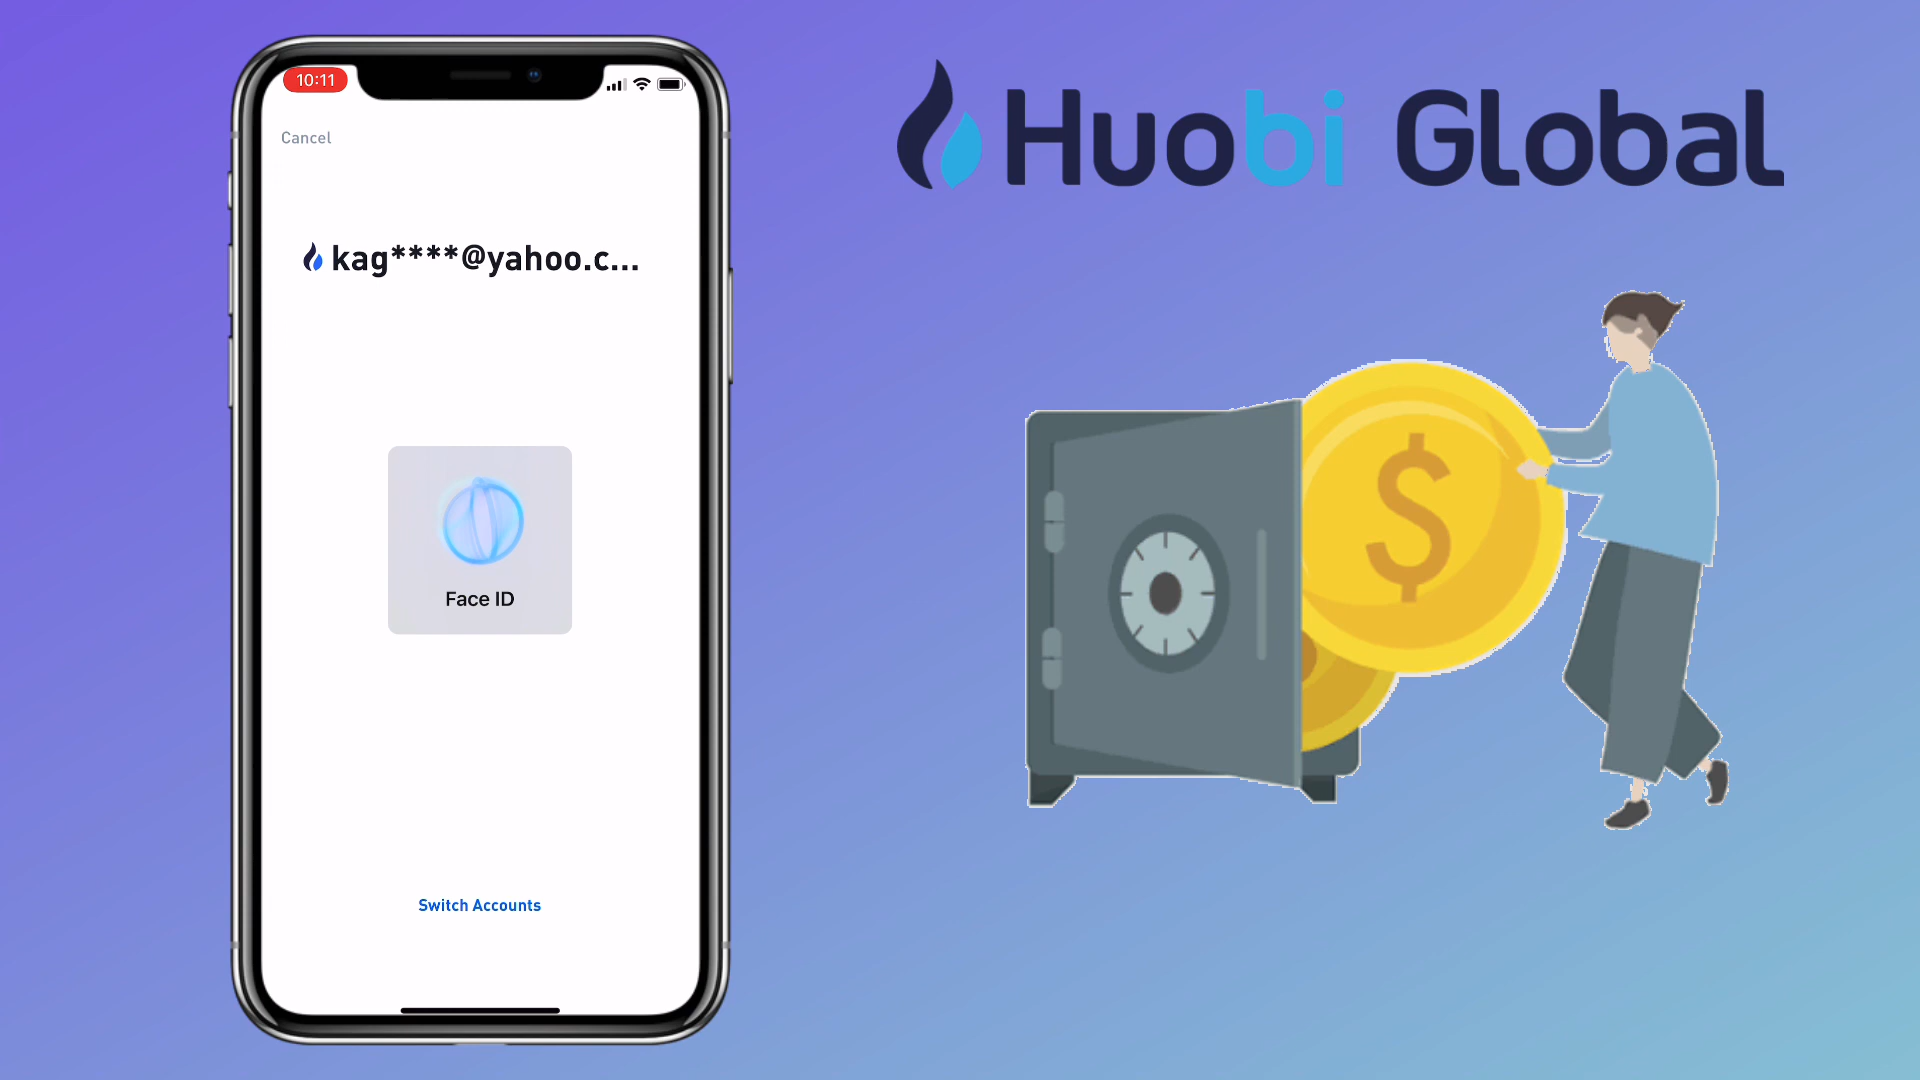 10:11
Cancel
kag****@yahoo.c...
Face ID
Switch Accounts
Huobi Global
$